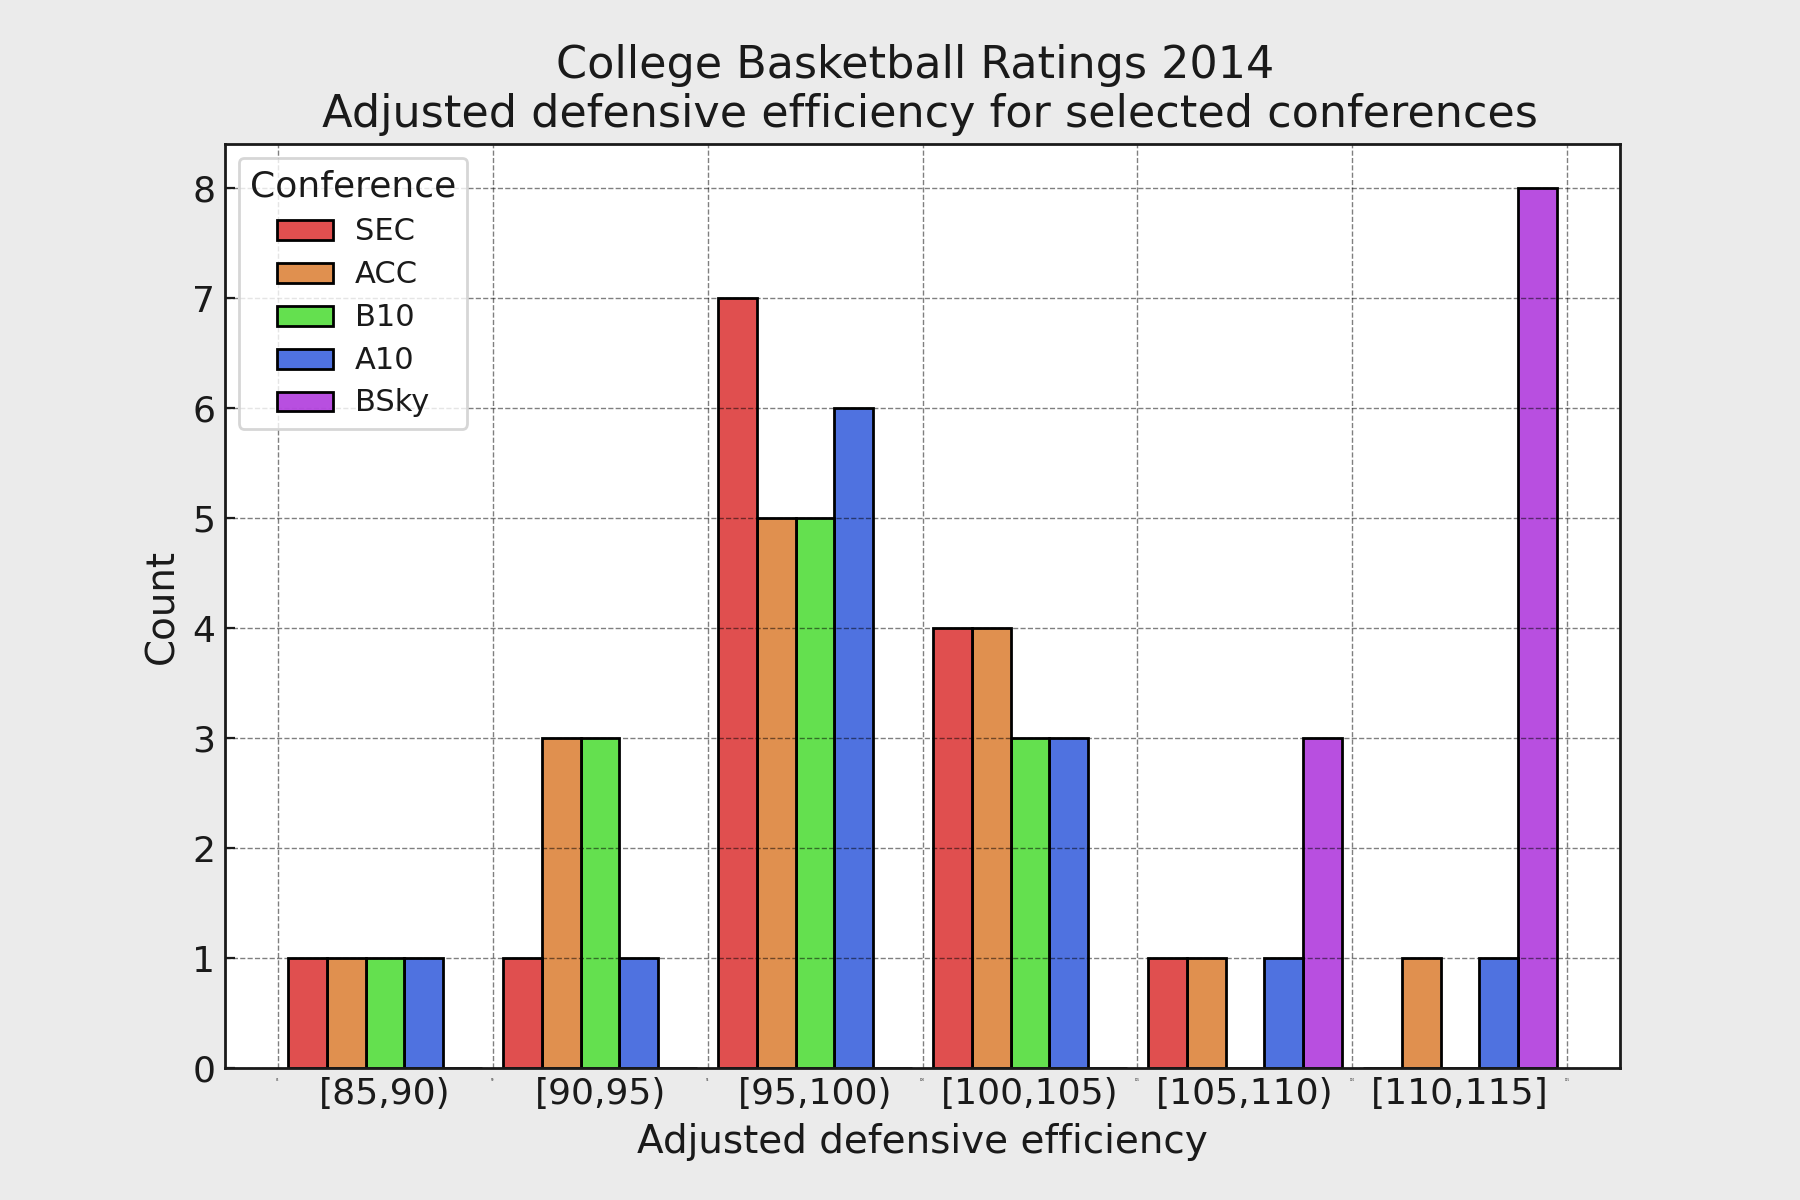 College Basketball Ratings 2014
Adjusted defensive efficiency for selected conferences
Conference
SEC
ACC
B10
A10
BSky
8
7
6
5
4
3
2
1
0
Count
[85,90) [90,95) [95,100) [100,105) [105,110) [110,115]
Adjusted defensive efficiency